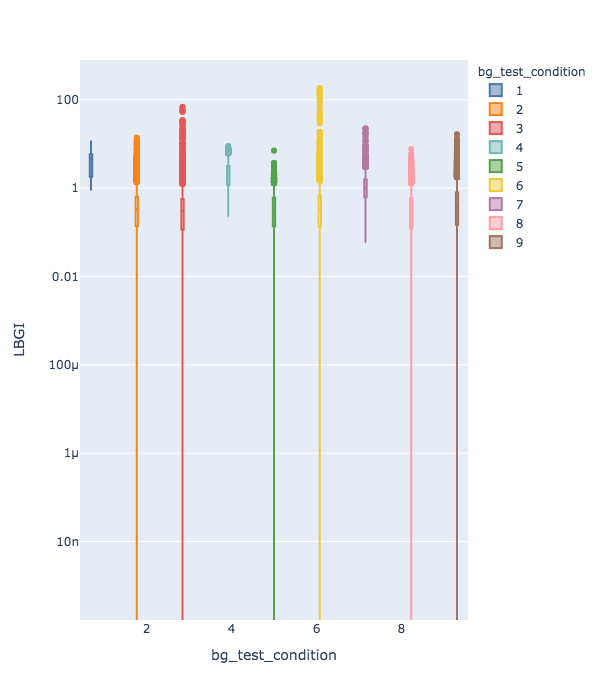 bg_test_condition
1
2
3
4
5
6
7
8
9
100
1
0.01
100μ
1μ
10n
LBGI
2 4 6 8
bg_test_condition